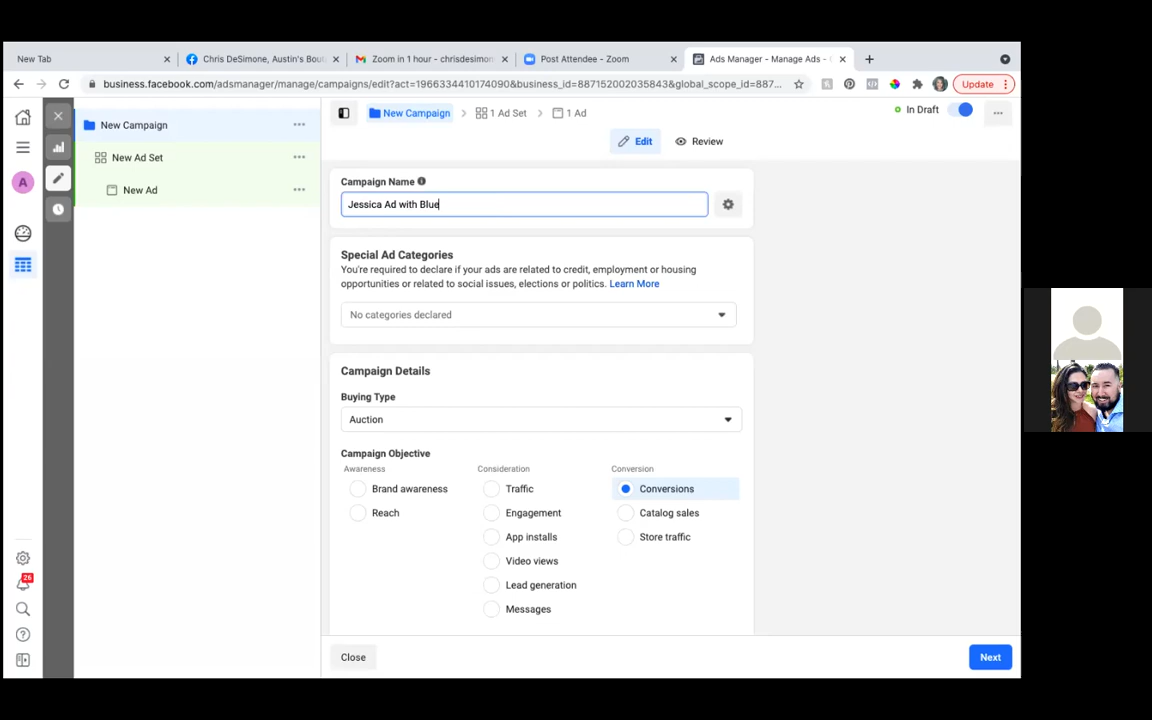 New Tab
Chris DeSimone, Austin's Bout
Zoom in 1 hour - chrisdesimon
Post Attendee - Zoom
Ads Manager - Manage Ads -
business.facebook.com/adsmanager/manage/campaigns/edit?act=1966334410174090&business_id=887152002035843&global_scope_id=887...
Update
New Campaign
New Ad Set
New Ad
A
26
New Campaign
1 Ad Set
1 Ad
In Draft
Edit
Review
Campaign Name
Jessica Ad with Blue
Special Ad Categories
You're required to declare if your ads are related to credit, employment or housing
opportunities or related to social issues, elections or politics. Learn More
No categories declared
Campaign Details
Buying Type
Auction
Campaign Objective
Awareness
Consideration
Conversion
Brand awareness
Traffic
Conversions
Reach
Engagement
Catalog sales
App installs
Store traffic
Video views
Lead generation
Messages
Close
Next